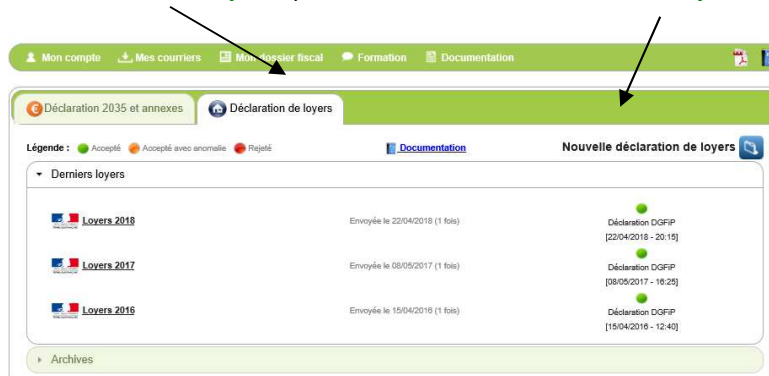 Mon compte Mes courriers Mon dossier fiscal Formation Documentation
Déclaration 2035 et annexes Déclaration de loyers
Légende : Accepté Accepté avec anomalie Rejeté Documentation Nouvelle déclaration de loyers
Derniers loyers
Loyers 2018 Envoyée le 22/04/2018 (1 fois) Déclaration DGFiP
[22/04/2018 - 20:15]
Loyers 2017 Envoyée le 08/05/2017 (1 fois) Déclaration DGFiP
[08/05/2017 - 16:25]
Loyers 2016 Envoyée le 15/04/2016 (1 fois) Déclaration DGFiP
[15/04/2016 - 12:40]
Archives